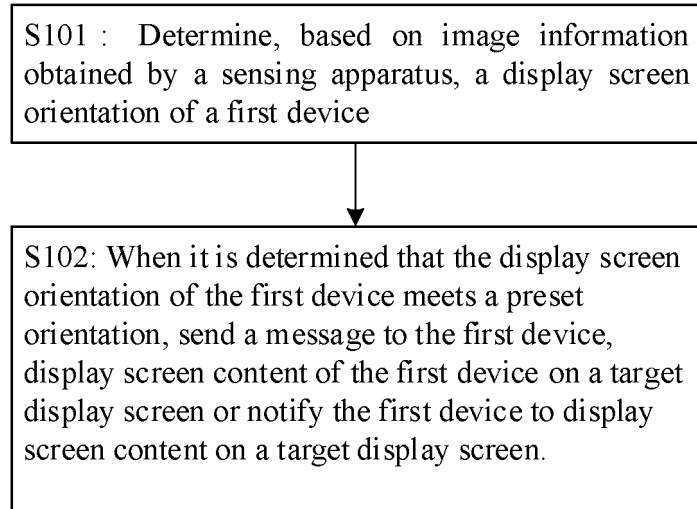 S101 : Determine, based on image information
obtained by a sensing apparatus, a display screen
orientation of a first device
S102: When it is determined that the display screen
orientation of the first device meets a preset
orientation, send a message to the first device,
display screen content of the first device on a target
display screen or notify the first device to display
screen content on a target display screen.